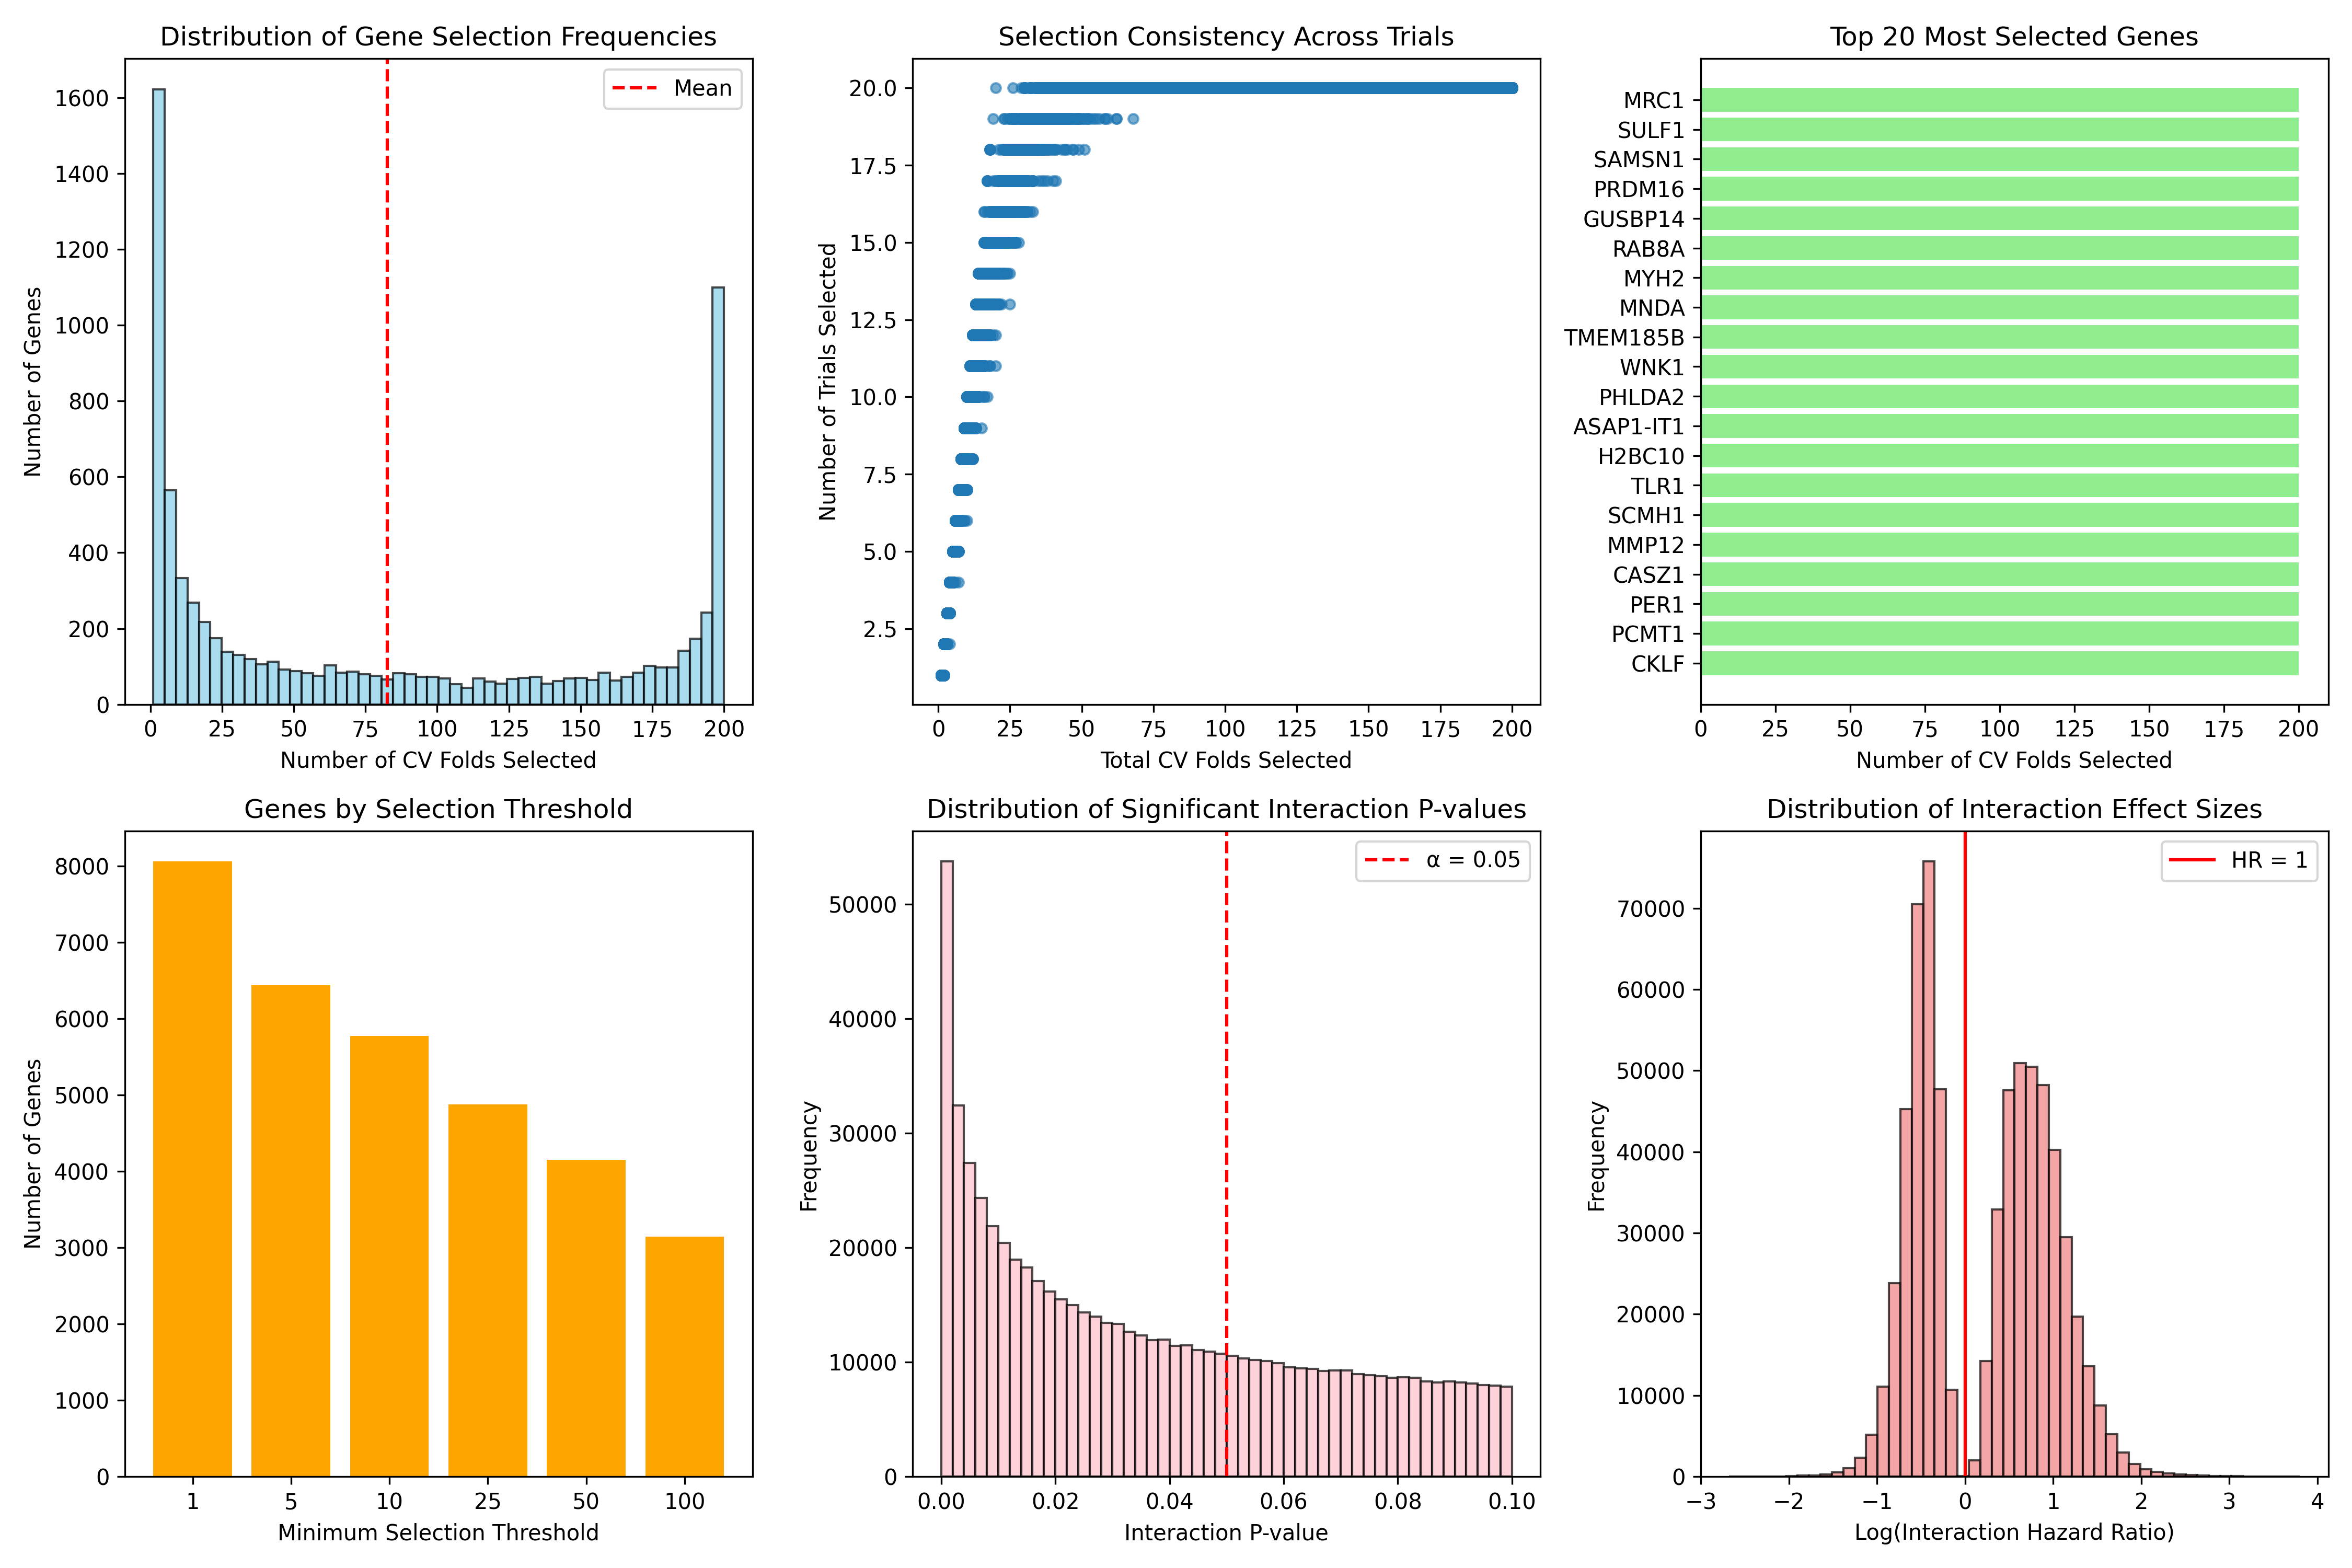 Distribution of Gene Selection Frequencies
Number of Genes
1600
1400
1200
1000
800
600
400
200
0
Mean
0 25 50 75 100 125 150 175 200
Number of CV Folds Selected
Selection Consistency Across Trials
Number of Trials Selected
20.0
17.5
15.0
12.5
10.0
7.5
5.0
2.5
0 25 50 75 100 125 150 175 200
Total CV Folds Selected
Top 20 Most Selected Genes
MRC1
SULF1
SAMSN1
PRDM16
GUSBP14
RAB8A
MYH2
MNDA
TMEM185B
WNK1
PHLDA2
ASAP1-IT1
H2BC10
TLR1
SCMH1
MMP12
CASZ1
PER1
PCMT1
CKLF
0 25 50 75 100 125 150 175 200
Number of CV Folds Selected
Genes by Selection Threshold
Number of Genes
8000
7000
6000
5000
4000
3000
2000
1000
0
1 5 10 25 50 100
Minimum Selection Threshold
Distribution of Significant Interaction P-values
Frequency
50000
40000
30000
20000
10000
0
α = 0.05
0.00 0.02 0.04 0.06 0.08 0.10
Interaction P-value
Distribution of Interaction Effect Sizes
Frequency
70000
60000
50000
40000
30000
20000
10000
0
HR = 1
−3 −2 −1 0 1 2 3 4
Log(Interaction Hazard Ratio)